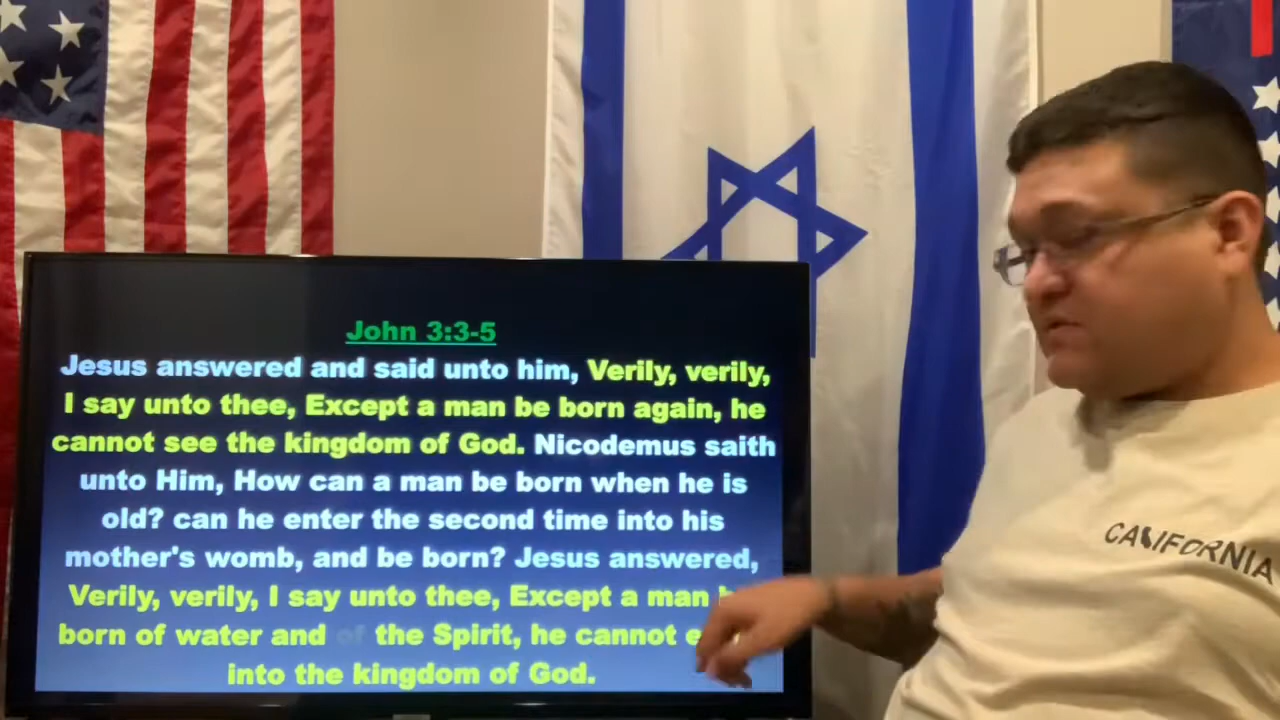 John 3:3-5
Jesus answered and said unto him, Verily, verily,
I say unto thee, Except a man be born again, he
cannot see the kingdom of God. Nicodemus saith
unto Him, How can a man be born when he is
old? can he enter the second time into his
mother's womb, and be born? Jesus answered,
Verily, verily, I say unto thee, Except a man
born of water and of the Spirit, he cannot
into the kingdom of God.
CALIFORNIA